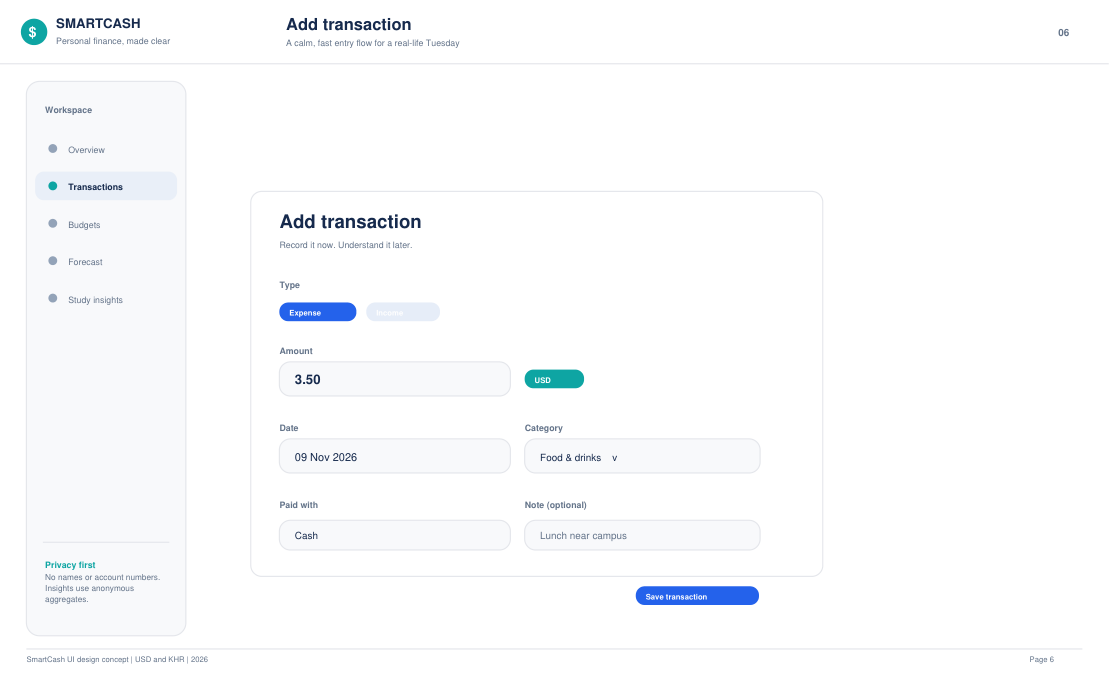 $
SMARTCASH
Personal finance, made clear
Add transaction
A calm, fast entry flow for a real-life Tuesday
06
Workspace
Overview
Transactions
Budgets
Forecast
Study insights
Privacy first
No names or account numbers.
Insights use anonymous
aggregates.
Add transaction
Record it now. Understand it later.
Type
Expense
Income
Amount
3.50
USD
Date
Category
09 Nov 2026
Food & drinks v
Paid with
Note (optional)
Cash
Lunch near campus
Save transaction
SmartCash UI design concept | USD and KHR | 2026
Page 6